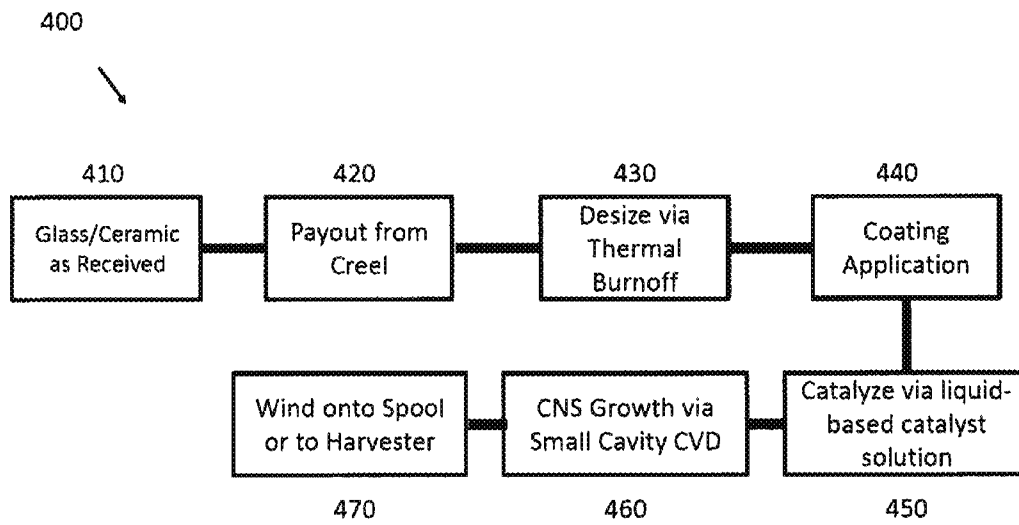 400
410
420
430
440
Glass/Ceramic
as Received
Payout from
Creel
Desize via
Thermal
Burnoff
Coating
Application
Wind onto Spool
or to Harvester
CNS Growth via
Small Cavity CVD
Catalyze via liquid-
based catalyst
solution
470
460
450